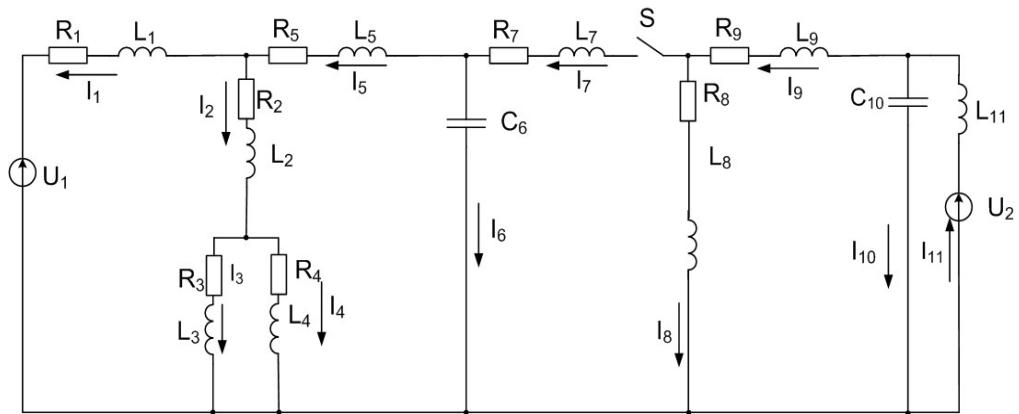 R₁ L₁ R₅ L₅ R₇ L₇ S R₉ L₉
I₁ I₅ I₇ I₉
I₂ R₂ R₈ C₁₀ L₁₁
C₆
L₂ L₈
U₁ U₂
I₆ I₁₀ I₁₁
R₃ I₃ R₄
L₃ L₄ I₄ I₈